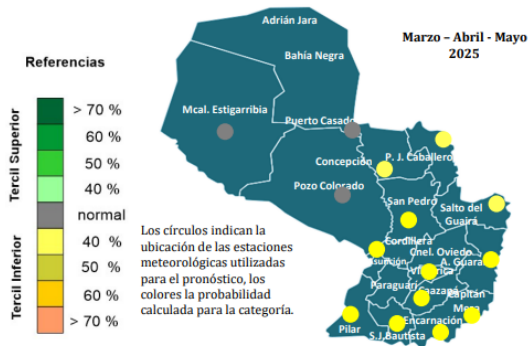 Marzo – Abril - Mayo
2025
Referencias
Tercil Superior
> 70 %
60 %
50 %
40 %
normal
Tercil Inferior
40 %
50 %
60 %
> 70 %
Los círculos indican la
ubicación de las estaciones
meteorológicas utilizadas
para el pronóstico, los
colores la probabilidad
calculada para la categoría.
Adrián Jara
Bahía Negra
Mcal. Estigarribia
Puerto Casado
Concepción
P. J. Caballero
Pozo Colorado
San Pedro
Salto del
Guairá
Cordillera
Cnel. Oviedo
Paraguarí
Caazapá
Capitán
Meza
Encarnación
Pilar
S.J.Bautista